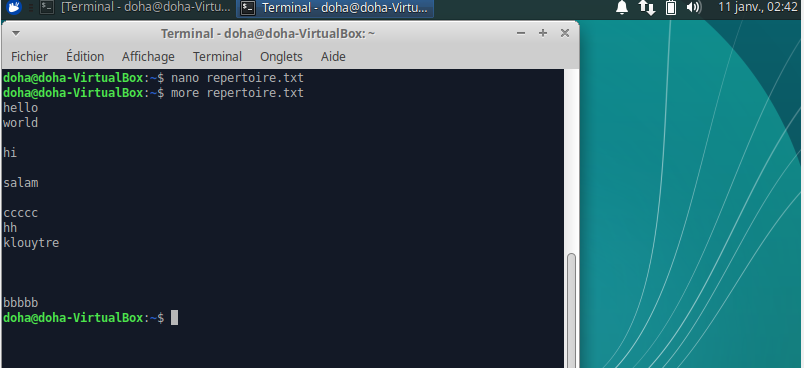 [Terminal - doha@doha-Virtu...
Terminal - doha@doha-Virtu...
11 janv., 02:42
Terminal - doha@doha-VirtualBox: ~
Fichier Édition Affichage Terminal Onglets Aide
doha@doha-VirtualBox:~$ nano repertoire.txt
doha@doha-VirtualBox:~$ more repertoire.txt
hello
world
hi
salam
ccccc
hh
klouytre
bbbbb
doha@doha-VirtualBox:~$